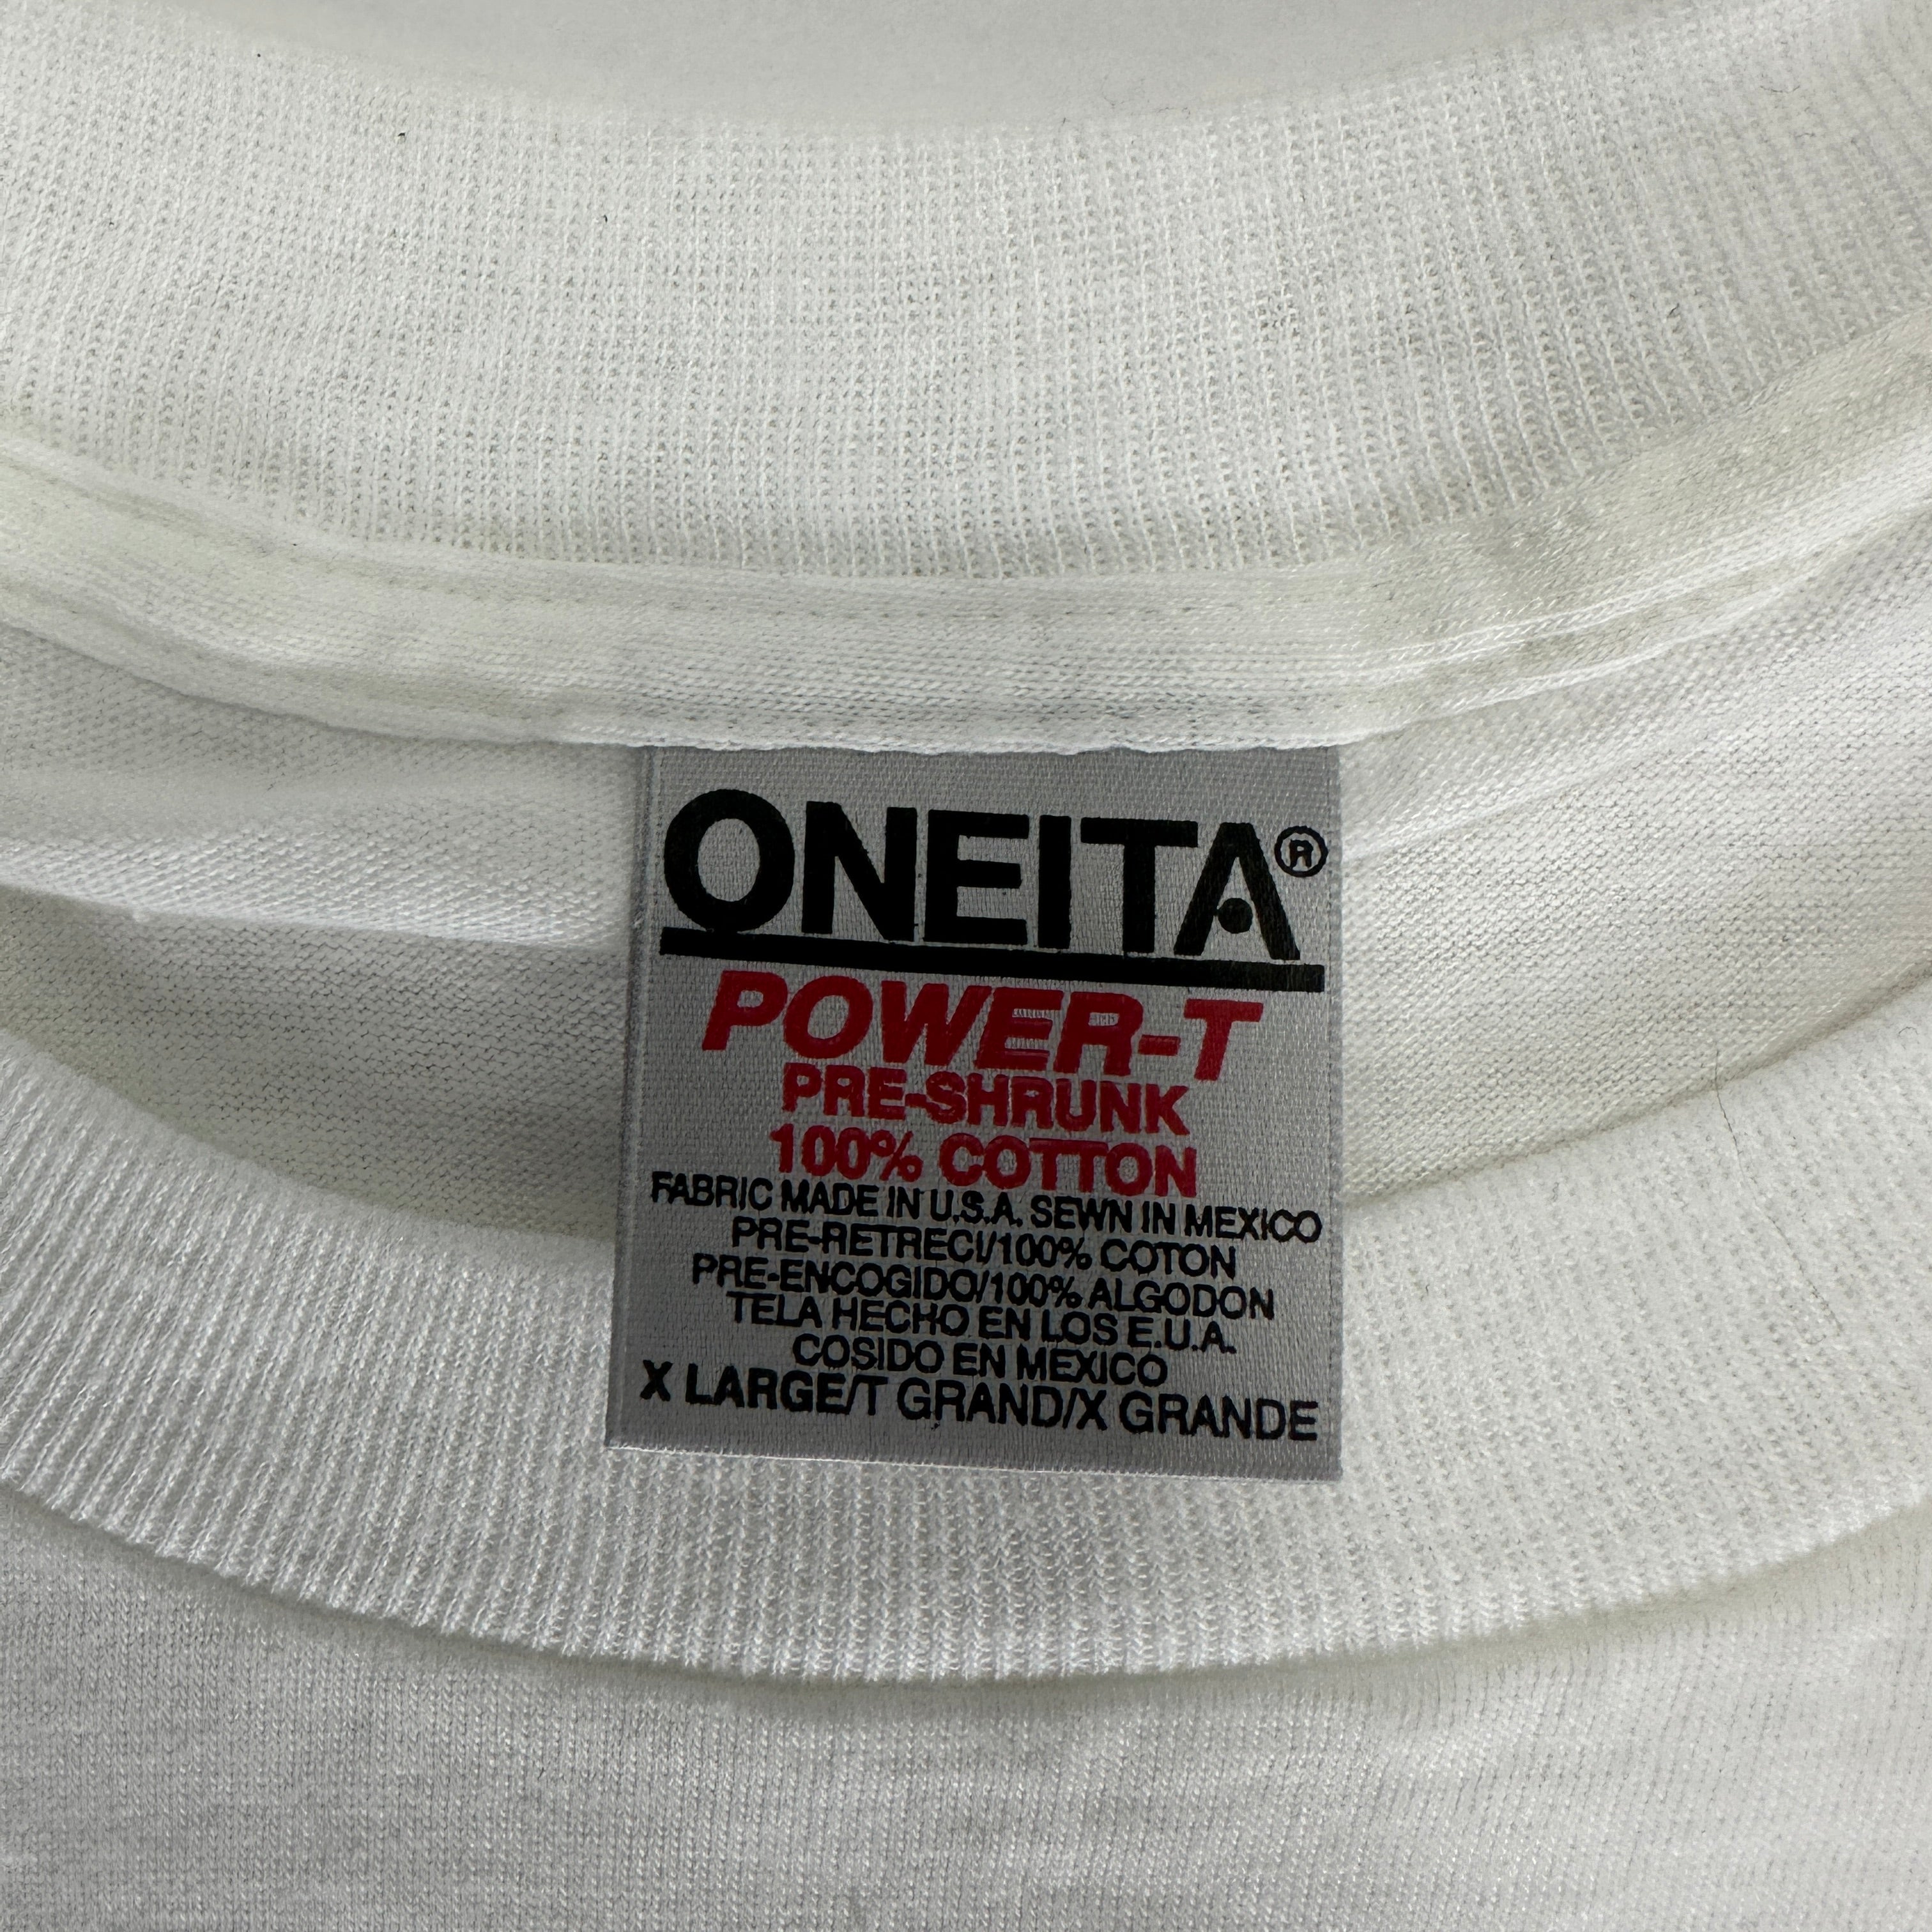 ONEITA®
POWER-T
PRE-SHRUNK
100% COTTON
FABRIC MADE IN U.S.A. SEWN IN MEXICO
PRE-RETRECI/100% COTON
PRE-ENCOGIDO/100% ALGODON
TELA HECHO EN LOS E.U.A.
COSIDO EN MEXICO
X LARGE/T GRAND/X GRANDE